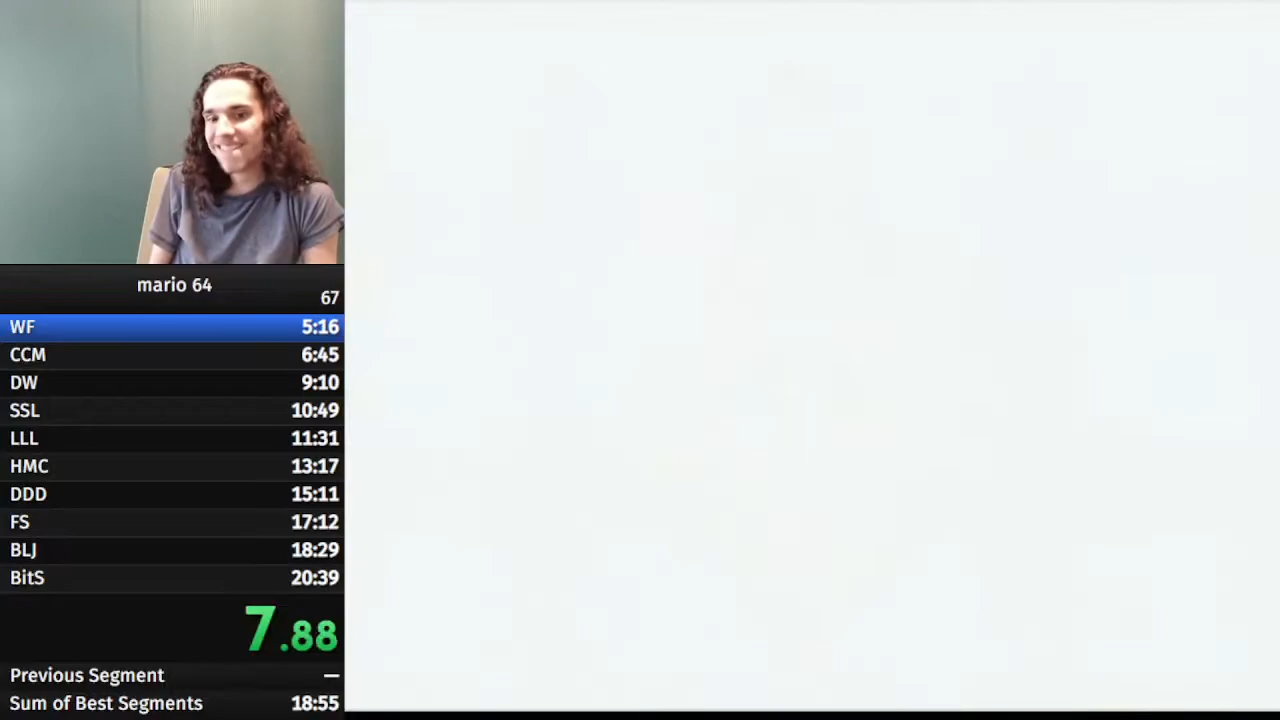 mario 64
67
WF 5:16
CCM 6:45
DW 9:10
SSL 10:49
LLL 11:31
HMC 13:17
DDD 15:11
FS 17:12
BLJ 18:29
BitS 20:39
7.88
Previous Segment —
Sum of Best Segments 18:55